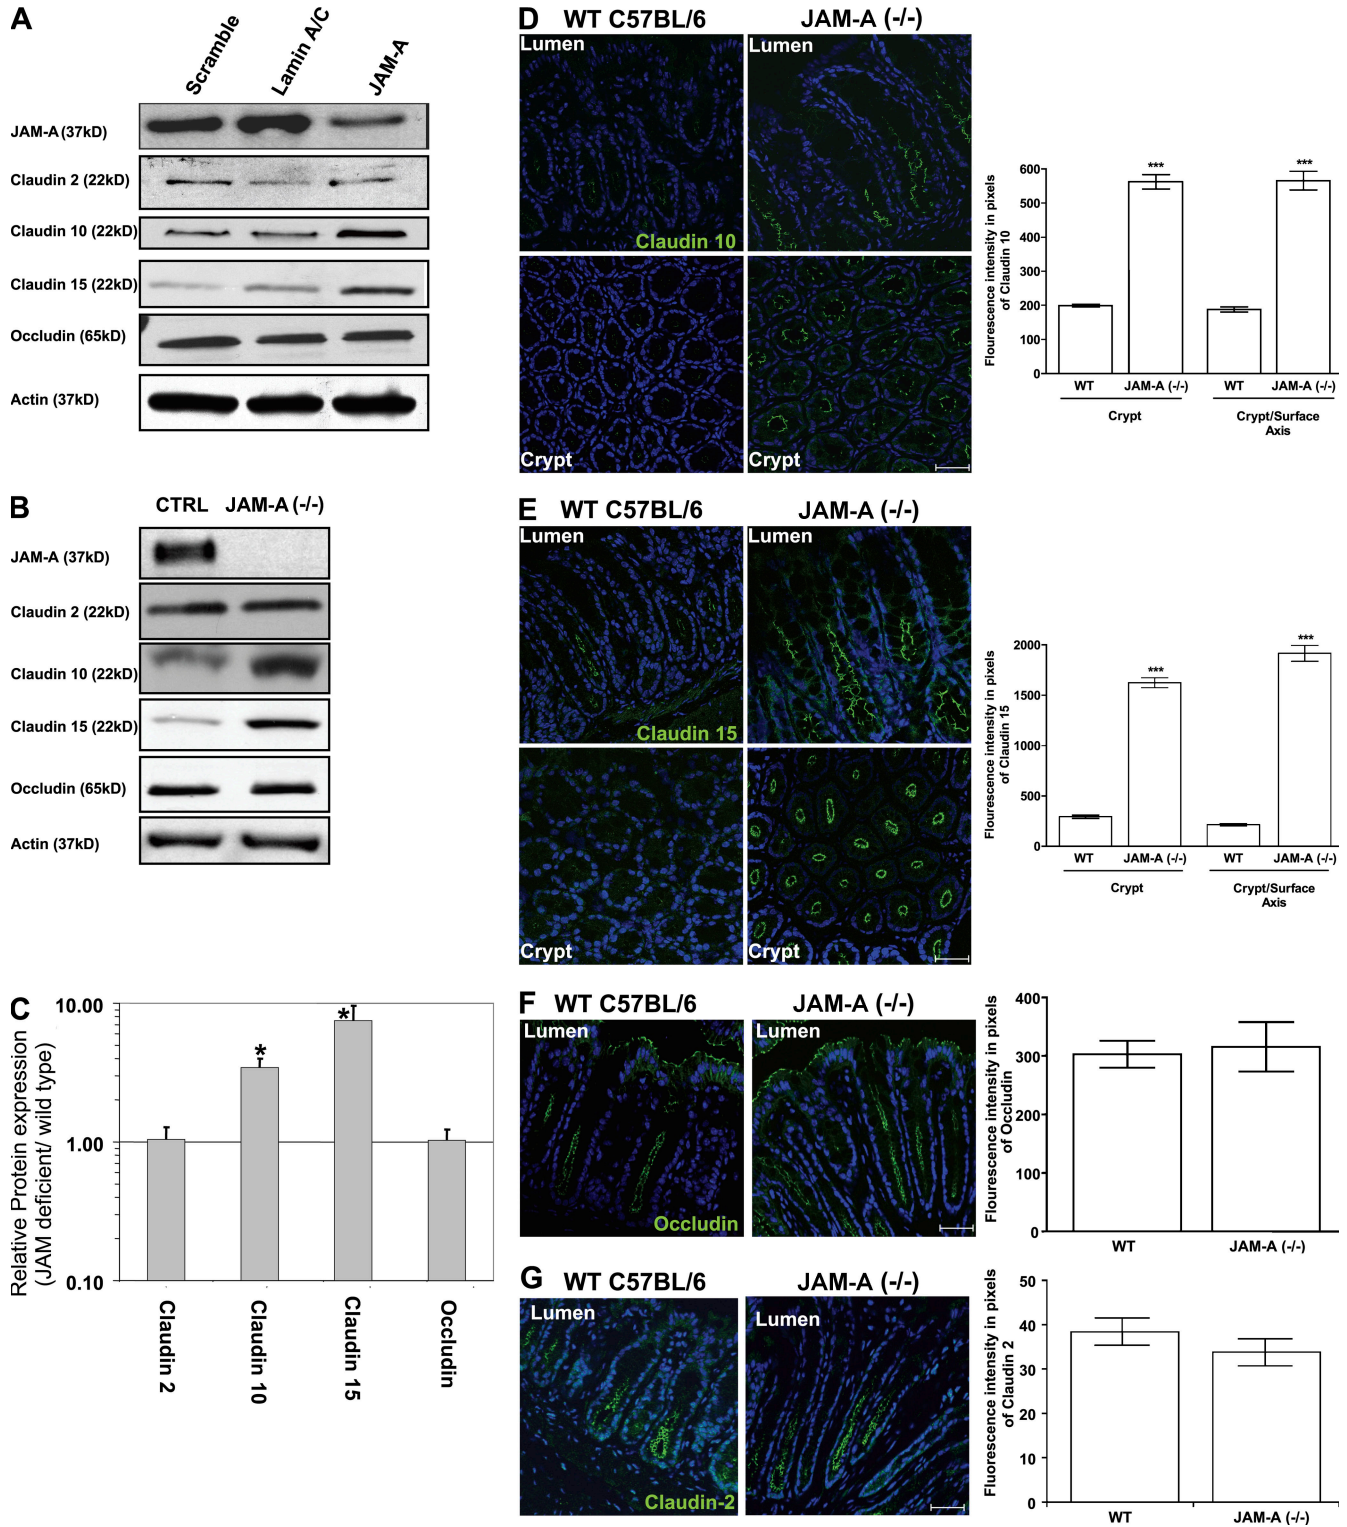 A
Scramble
Lamin A/C
JAM-A
JAM-A (37kD)
Claudin 2 (22kD)
Claudin 10 (22kD)
Claudin 15 (22kD)
Occludin (65kD)
Actin (37kD)
B
CTRL JAM-A (-/-)
JAM-A (37kD)
Claudin 2 (22kD)
Claudin 10 (22kD)
Claudin 15 (22kD)
Occludin (65kD)
Actin (37kD)
C
Relative Protein expression
(JAM deficient/ wild type)
10.00
1.00
0.10
Claudin 2
Claudin 10
Claudin 15
Occludin
*
*
D WT C57BL/6 JAM-A (-/-)
Lumen
Lumen
Claudin 10
Crypt
Crypt
Flourescence intensity in pixels
of Claudin 10
600
500
400
300
200
100
0
***
***
WT JAM-A (-/-) WT JAM-A (-/-)
Crypt
Crypt/Surface
Axis
E WT C57BL/6 JAM-A (-/-)
Lumen
Lumen
Claudin 15
Crypt
Crypt
Flourescence intensity in pixels
of Claudin 15
2000
1500
1000
500
0
***
***
WT JAM-A (-/-) WT JAM-A (-/-)
Crypt
Crypt/Surface
Axis
F WT C57BL/6 JAM-A (-/-)
Lumen
Lumen
Occludin
Flourescence intensity in pixels
of Occludin
400
300
200
100
0
WT JAM-A (-/-)
G WT C57BL/6 JAM-A (-/-)
Lumen
Lumen
Claudin-2
Fluorescence intensity in pixels
of Claudin 2
50
40
30
20
10
0
WT JAM-A (-/-)